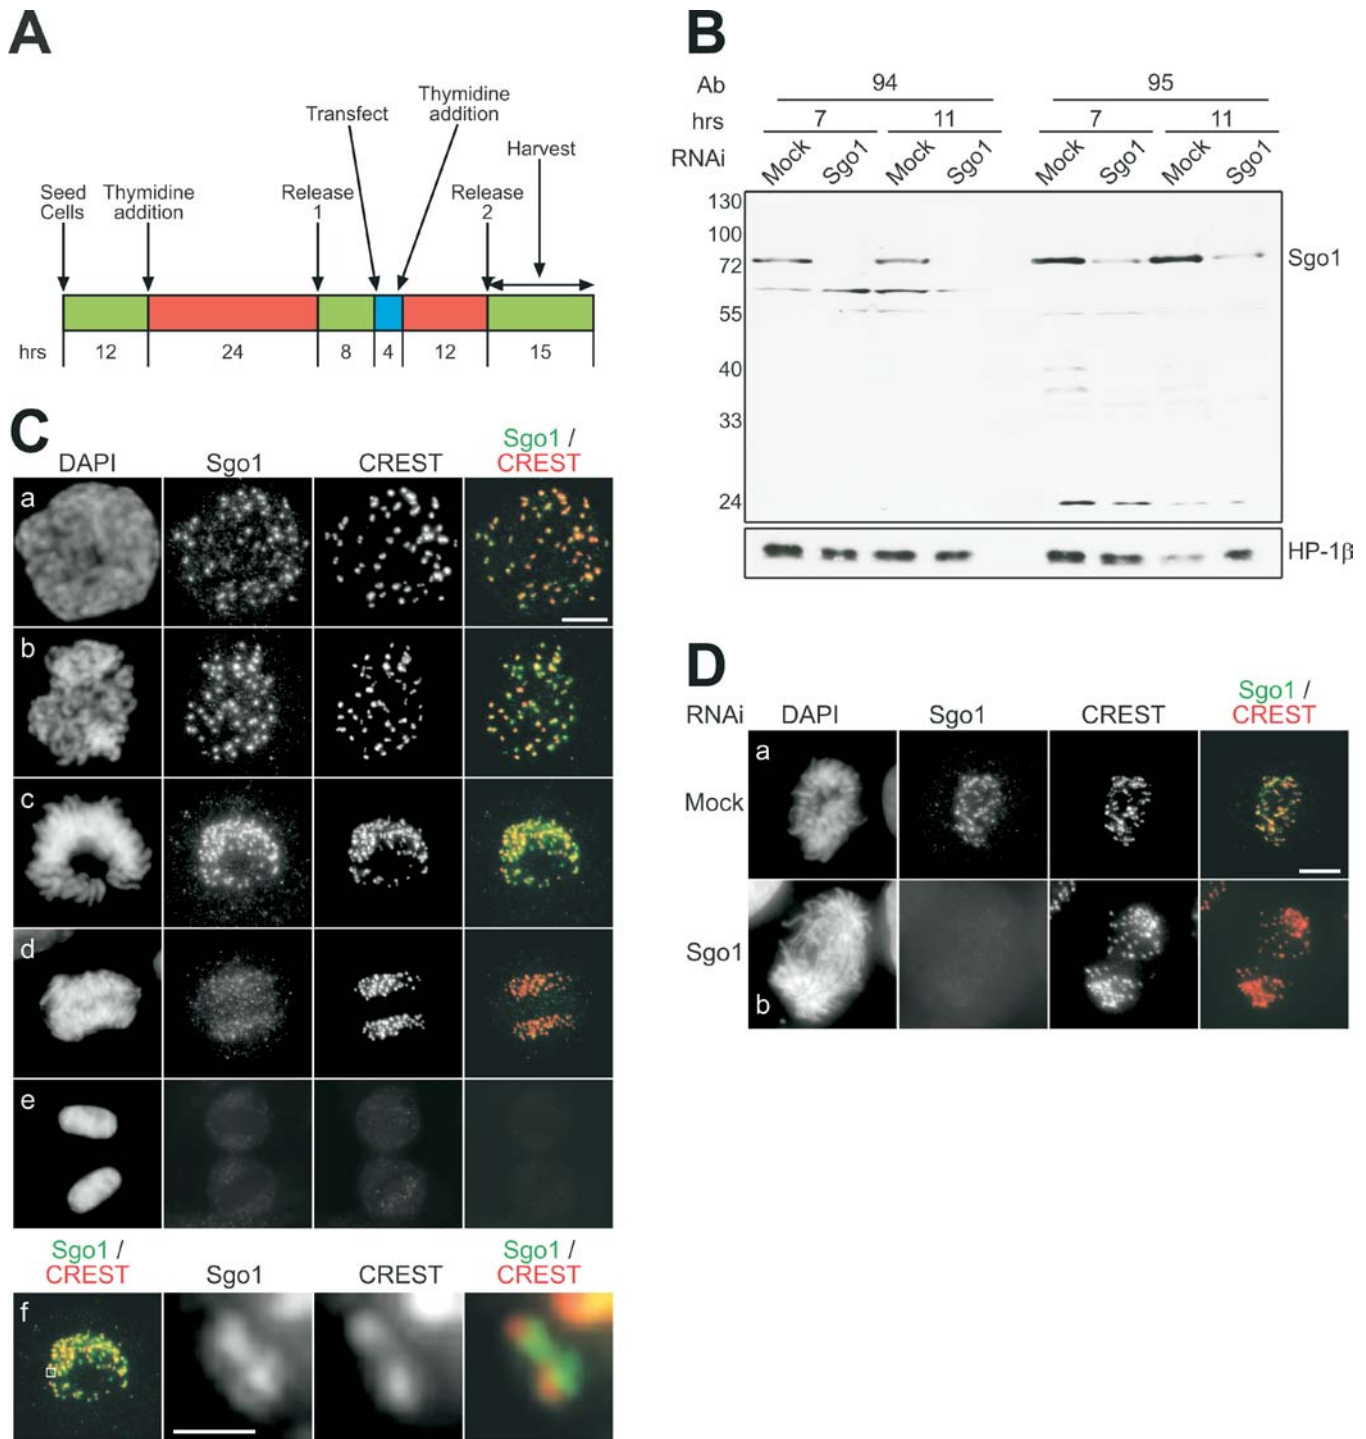 A
Transfect
Thymidine
addition
Harvest
Seed
Cells
Thymidine
addition
Release
1
Release
2
hrs 12 24 8 4 12 15
B
Ab 94 95
hrs 7 11 7 11
RNAi Mock Sgo1 Mock Sgo1 Mock Sgo1 Mock Sgo1
130
100
72
55
40
33
24
Sgo1
HP-1β
C
DAPI Sgo1 CREST Sgo1 /
CREST
a
b
c
d
e
Sgo1 /
CREST Sgo1 CREST Sgo1 /
CREST
f
D
RNAi DAPI Sgo1 CREST Sgo1 /
CREST
Mock a
Sgo1 b